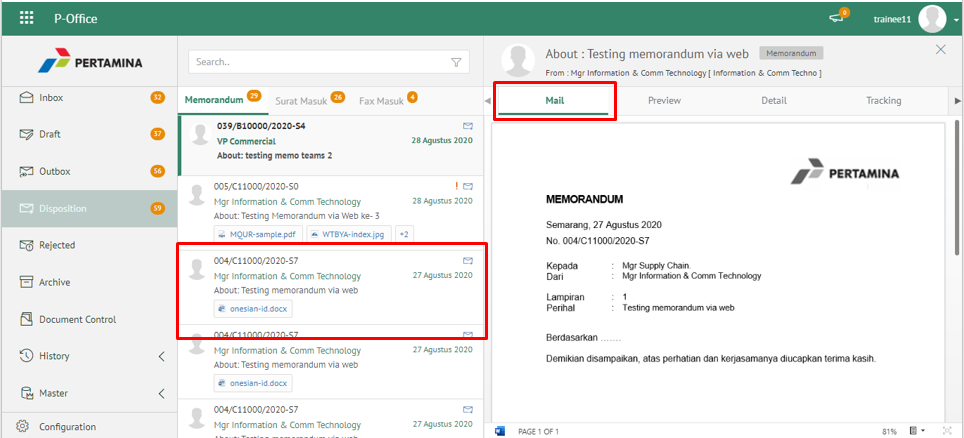 P-Office
0
trainee11
PERTAMINA
Inbox 32
Draft 37
Outbox 56
Disposition 59
Rejected
Archive
Document Control
History
Master
Configuration
Search..
Memorandum 29 Surat Masuk 26 Fax Masuk 4
039/B10000/2020-S4
VP Commercial 28 Agustus 2020
About: testing memo teams 2
005/C11000/2020-S0
Mgr Information & Comm Technology 28 Agustus 2020
About: Testing Memorandum via Web ke- 3
MQUR-sample.pdf WTBYA-index.jpg +2
004/C11000/2020-S7
Mgr Information & Comm Technology 27 Agustus 2020
About: Testing memorandum via web
onesian-id.docx
004/C11000/2020-S7
Mgr Information & Comm Technology 27 Agustus 2020
About: Testing memorandum via web
onesian-id.docx
004/C11000/2020-S7
Mgr Information & Comm Technology 27 Agustus 2020
About: Testing memorandum via web
About : Testing memorandum via web Memorandum
From : Mgr Information & Comm Technology [ Information & Comm Techno ]
Mail Preview Detail Tracking
PERTAMINA
MEMORANDUM
Semarang, 27 Agustus 2020
No. 004/C11000/2020-S7
Kepada : Mgr Supply Chain.
Dari : Mgr Information & Comm Technology
Lampiran : 1
Perihal : Testing memorandum via web
Berdasarkan .......
Demikian disampaikan, atas perhatian dan kerjasamanya diucapkan terima kasih.
PAGE 1 OF 1 81%